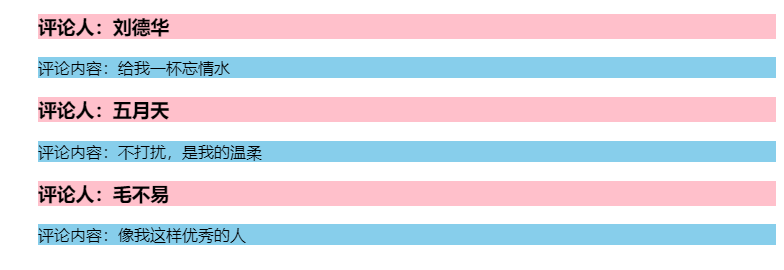 评论人：刘德华
评论内容：给我一杯忘情水
评论人：五月天
评论内容：不打扰，是我的温柔
评论人：毛不易
评论内容：像我这样优秀的人